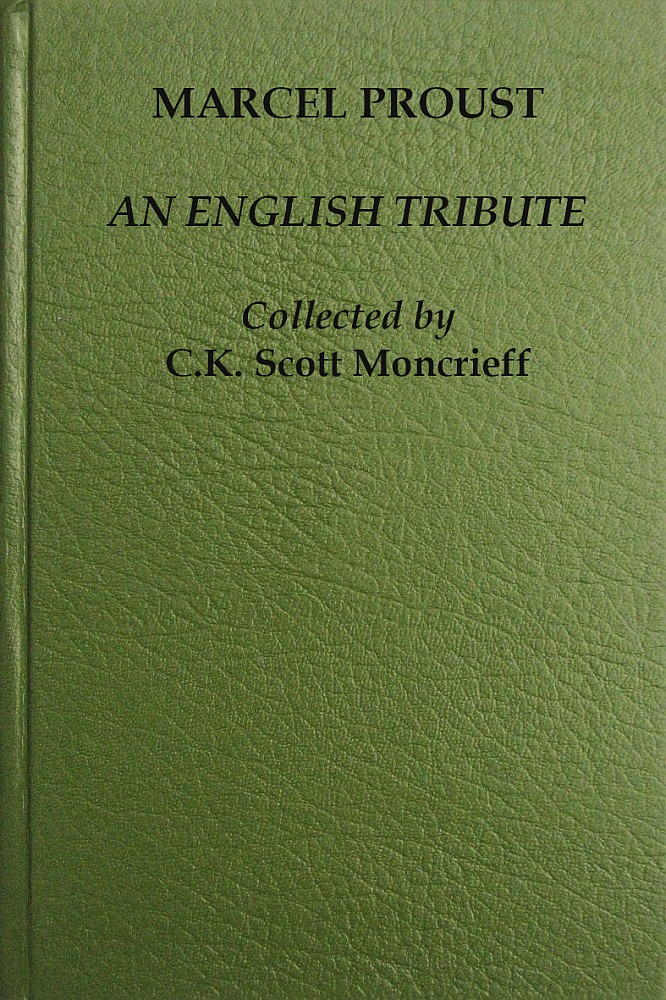 MARCEL PROUST
AN ENGLISH TRIBUTE
Collected by
C.K. Scott Moncrieff